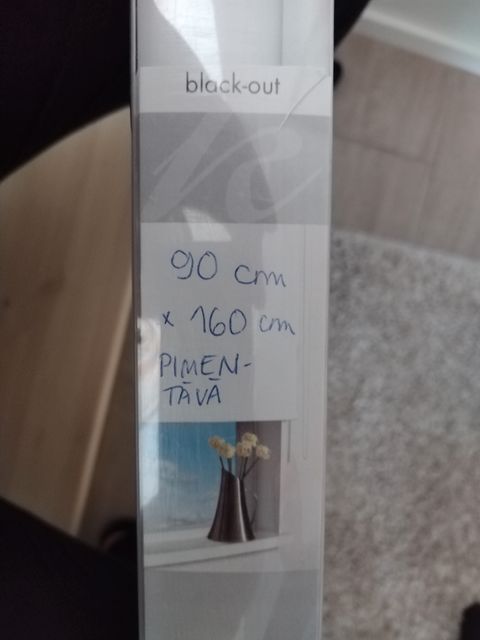 black-out
90 cm
x 160 cm
PIMEN-
TÄVÄ